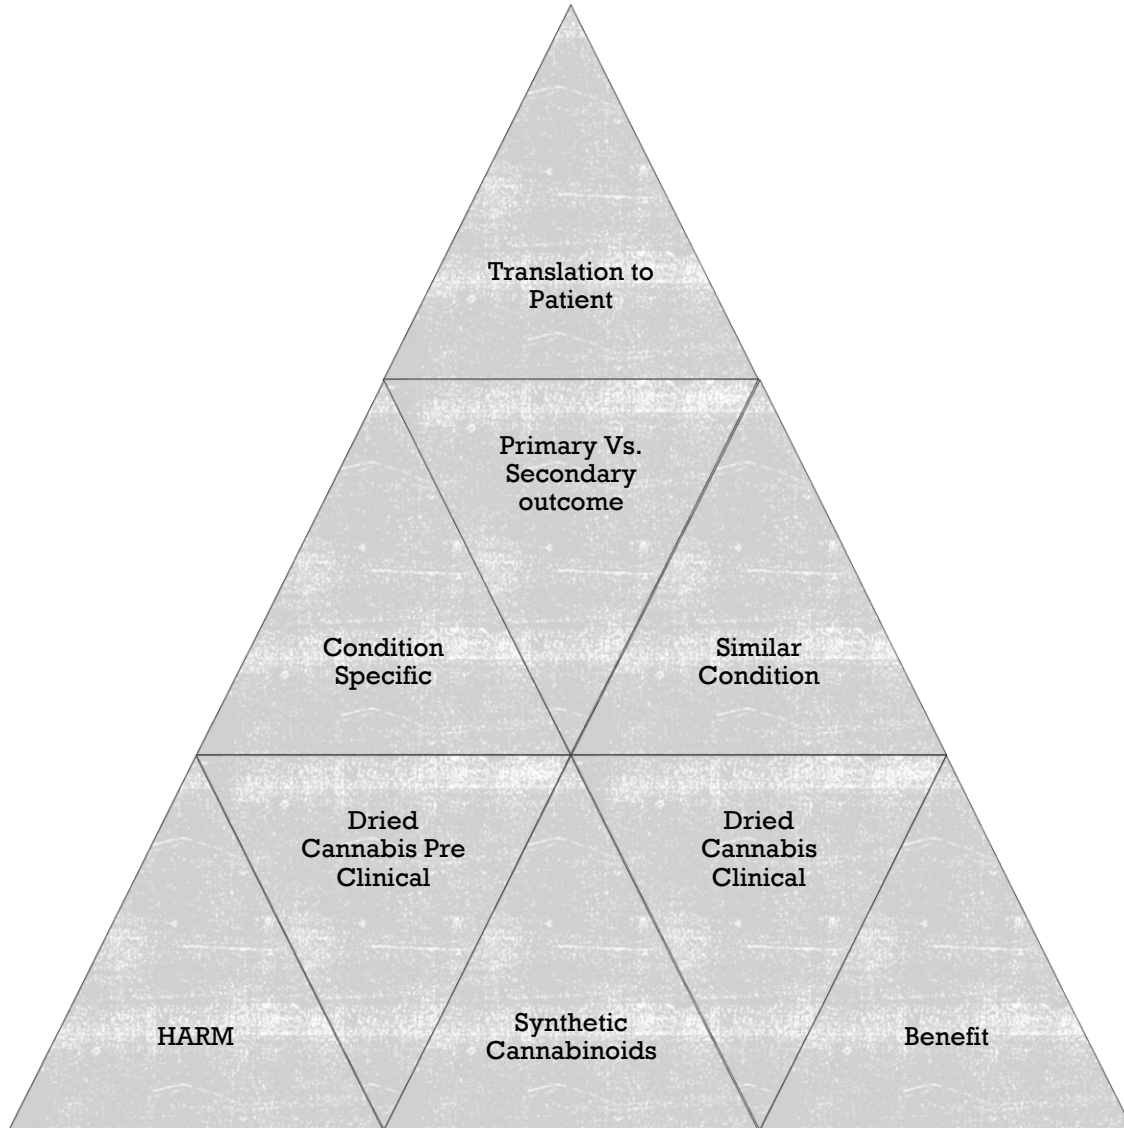 Translation to
Patient
Primary Vs.
Secondary
outcome
Condition
Specific
Similar
Condition
Dried
Cannabis Pre
Clinical
Dried
Cannabis
Clinical
HARM
Synthetic
Cannabinoids
Benefit